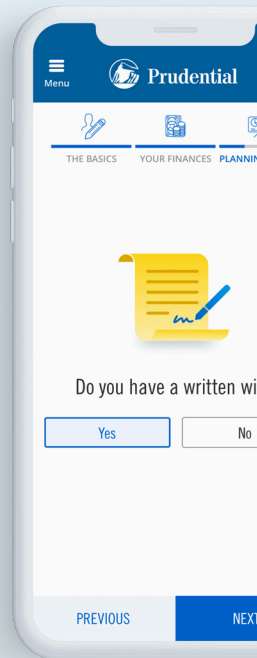 Menu
Prudential
THE BASICS YOUR FINANCES PLANNIN
Do you have a written wi
Yes No
PREVIOUS NEXT